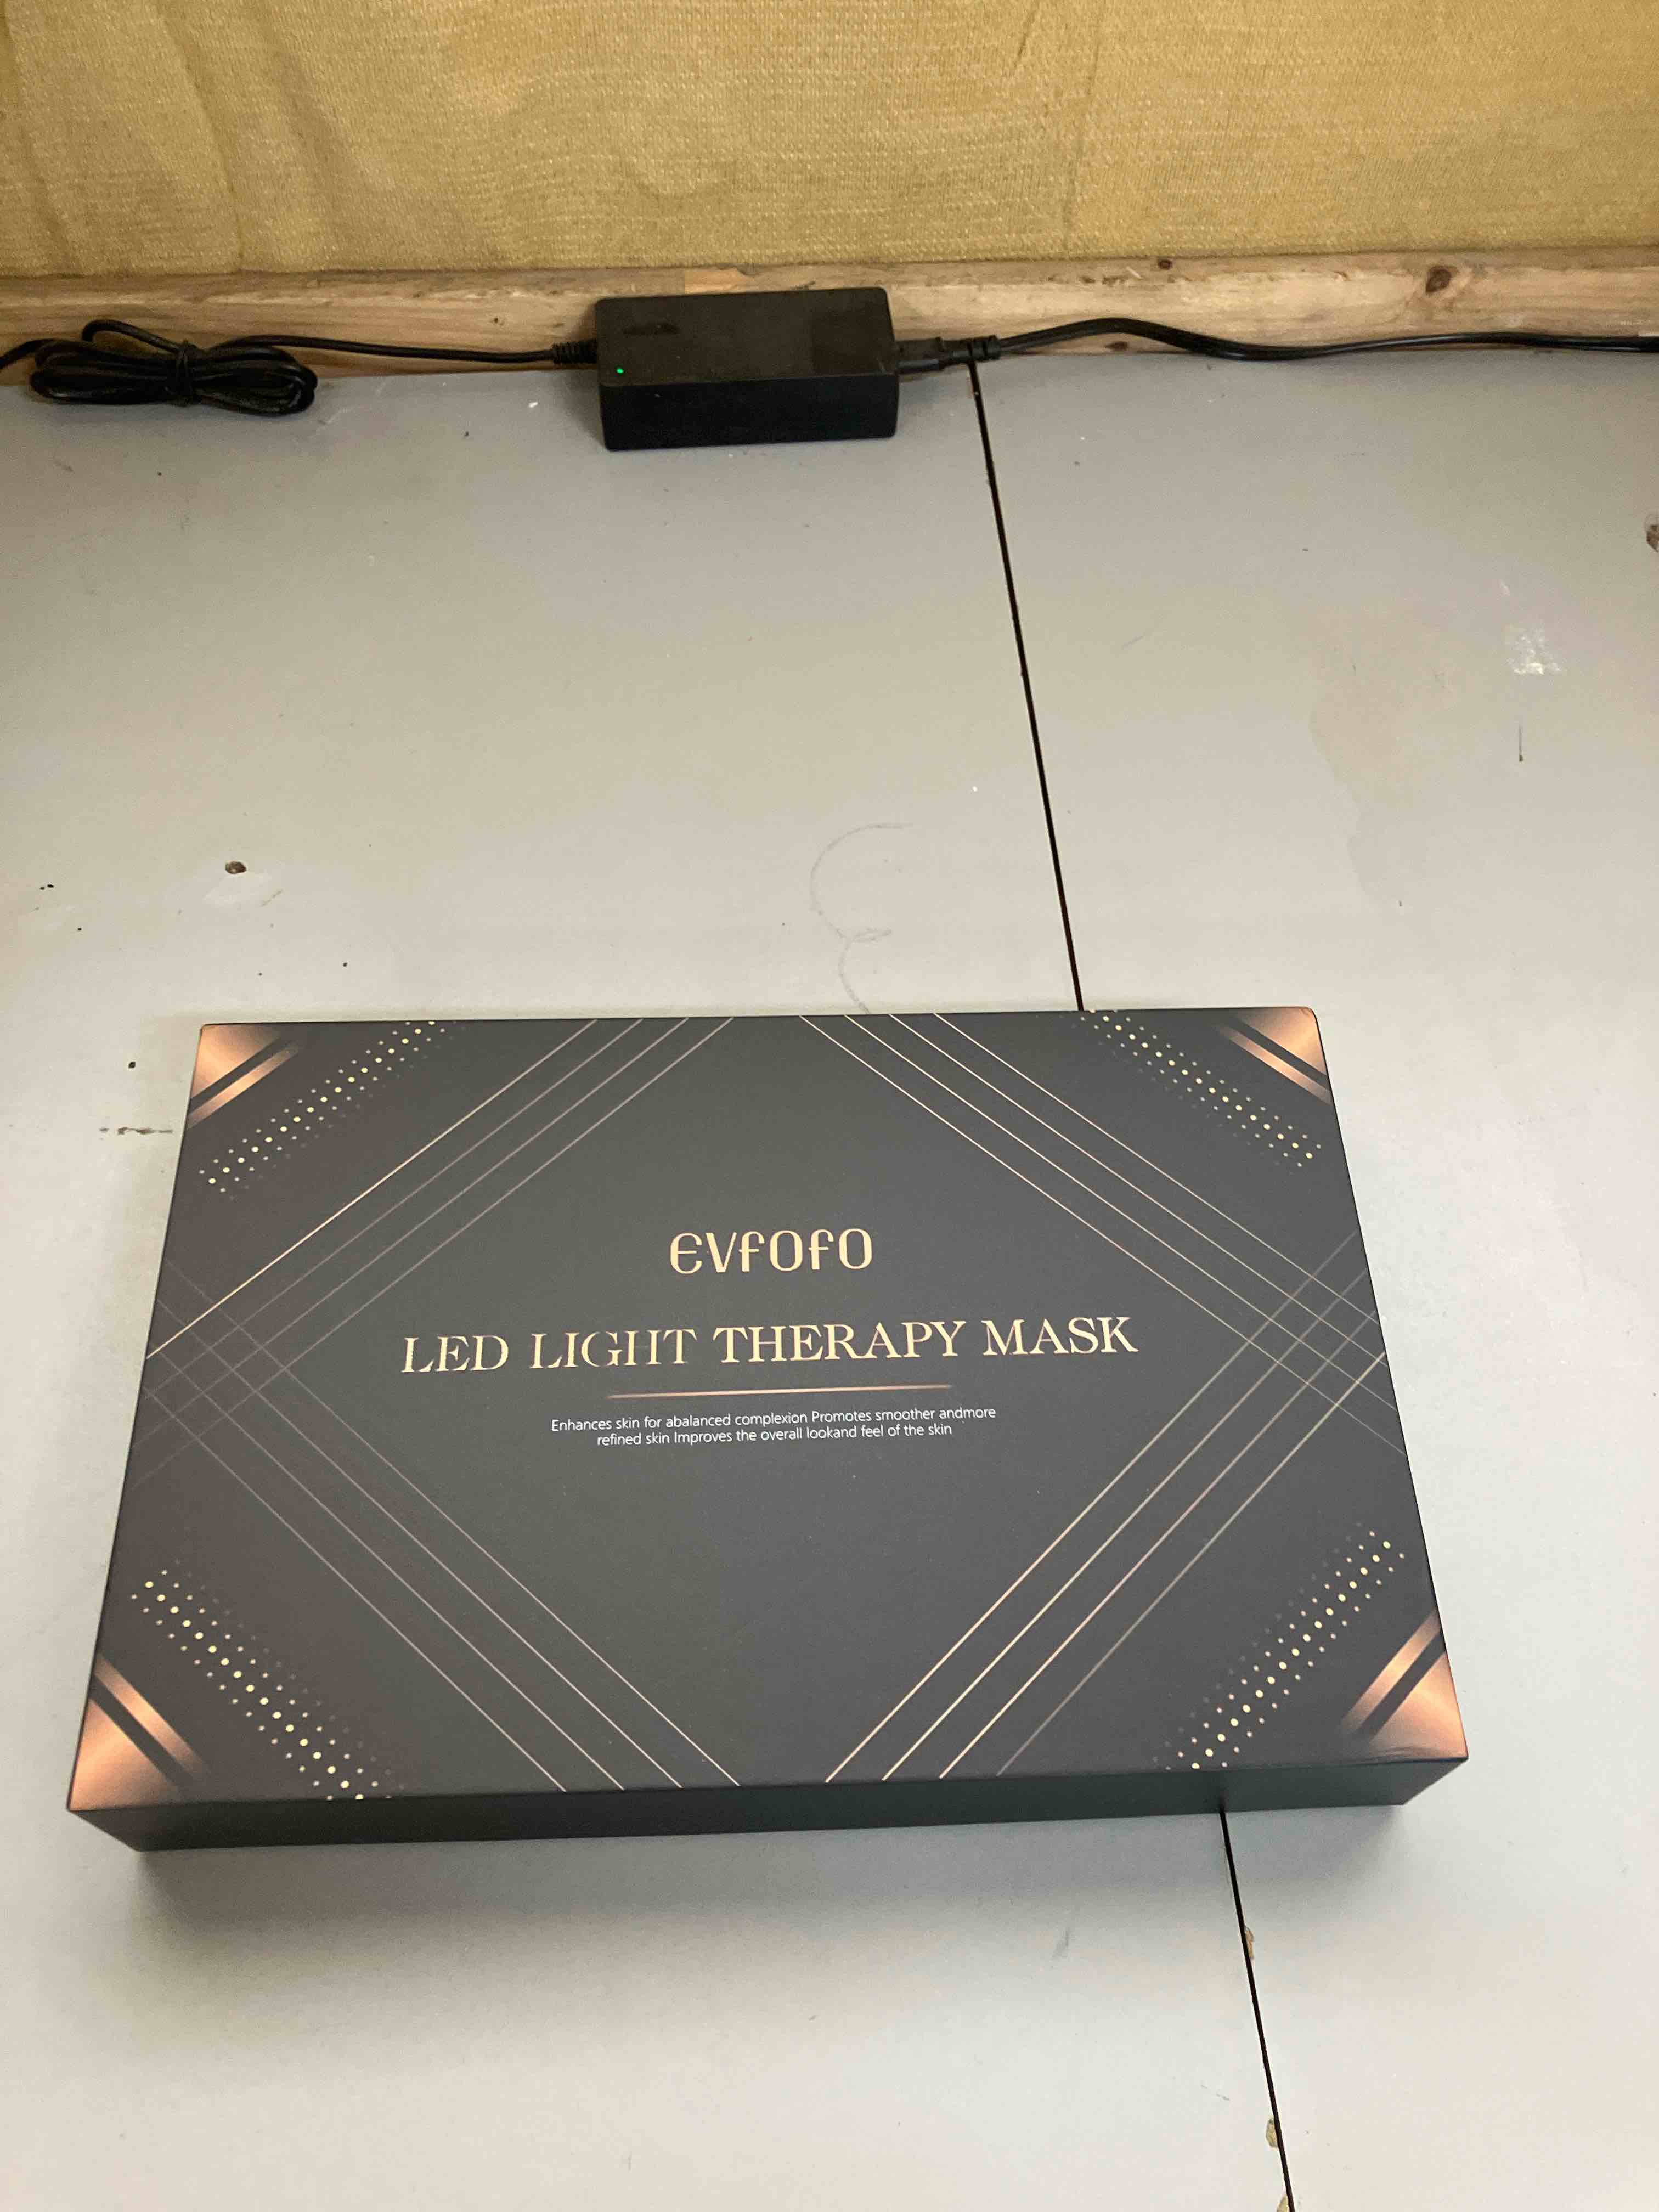 EVFOFO
LED LIGHT THERAPY MASK
Enhances skin for abalanced complexion Promotes smoother andmore
refined skin Improves the overall lookand feel of the skin